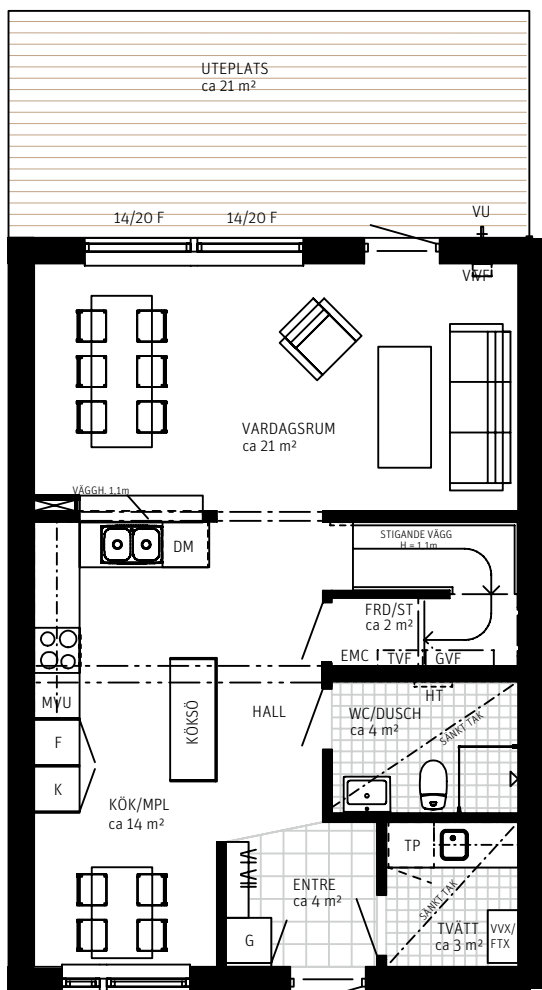 UTEPLATS
ca 21 m²
14/20 F
14/20 F
VU
VARDAGSRUM
ca 21 m²
VÄGGH. 1,1m
DM
STIGANDE VÄGG
H = 1,1m
FRD/ST
ca 2 m²
EMC
TVF
GVF
HT
MVU
F
K
KÖKSÖ
HALL
WC/DUSCH
ca 4 m²
SÄNKT TAK
KÖK/MPL
ca 14 m²
ENTRE
ca 4 m²
G
TP
SÄNKT TAK
TVÄTT
ca 3 m²
VVX/
FTX